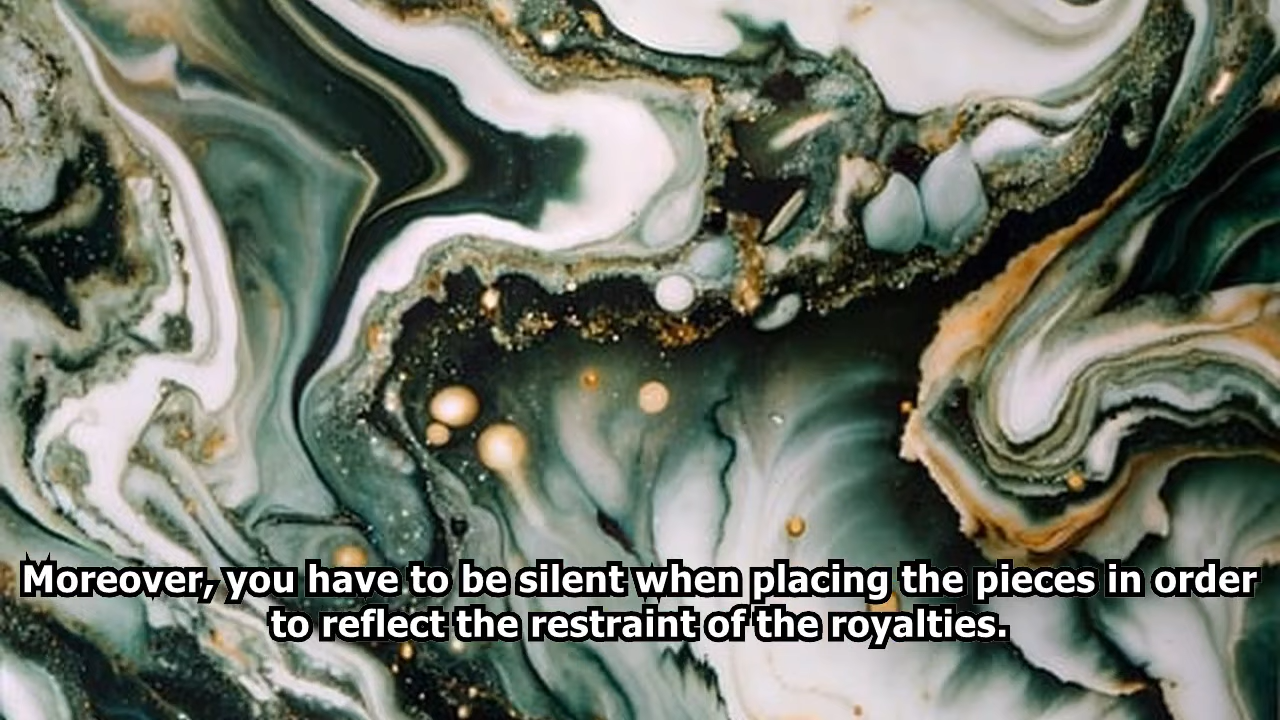 Moreover, you have to be silent when placing the pieces in order
to reflect the restraint of the royalties.